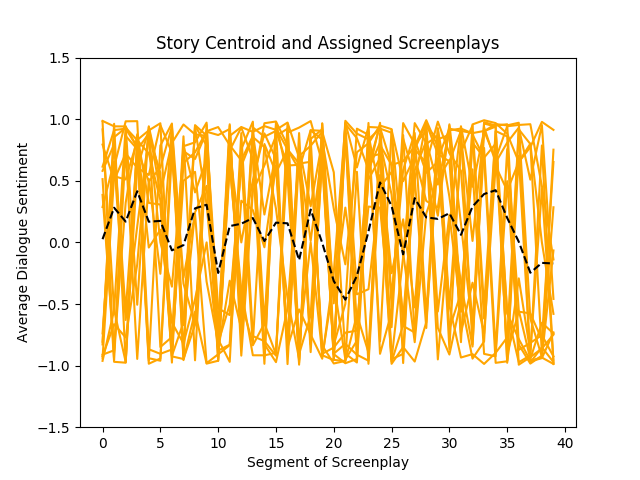 Story Centroid and Assigned Screenplays
1.5
1.0
0.5
0.0
−0.5
−1.0
−1.5
Average Dialogue Sentiment
0 5 10 15 20 25 30 35 40
Segment of Screenplay